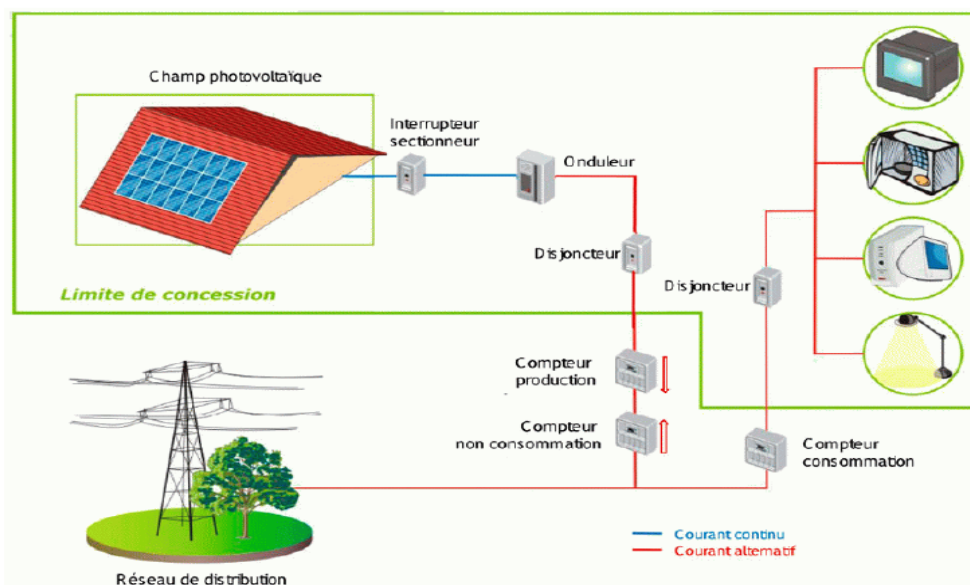 Champ photovoltaïque
Interrupteur
sectionneur
Onduleur
Disjoncteur
Disjoncteur
Limite de concession
Compteur
production
Compteur
non consommation
Compteur
consommation
Courant continu
Courant alternatif
Réseau de distribution